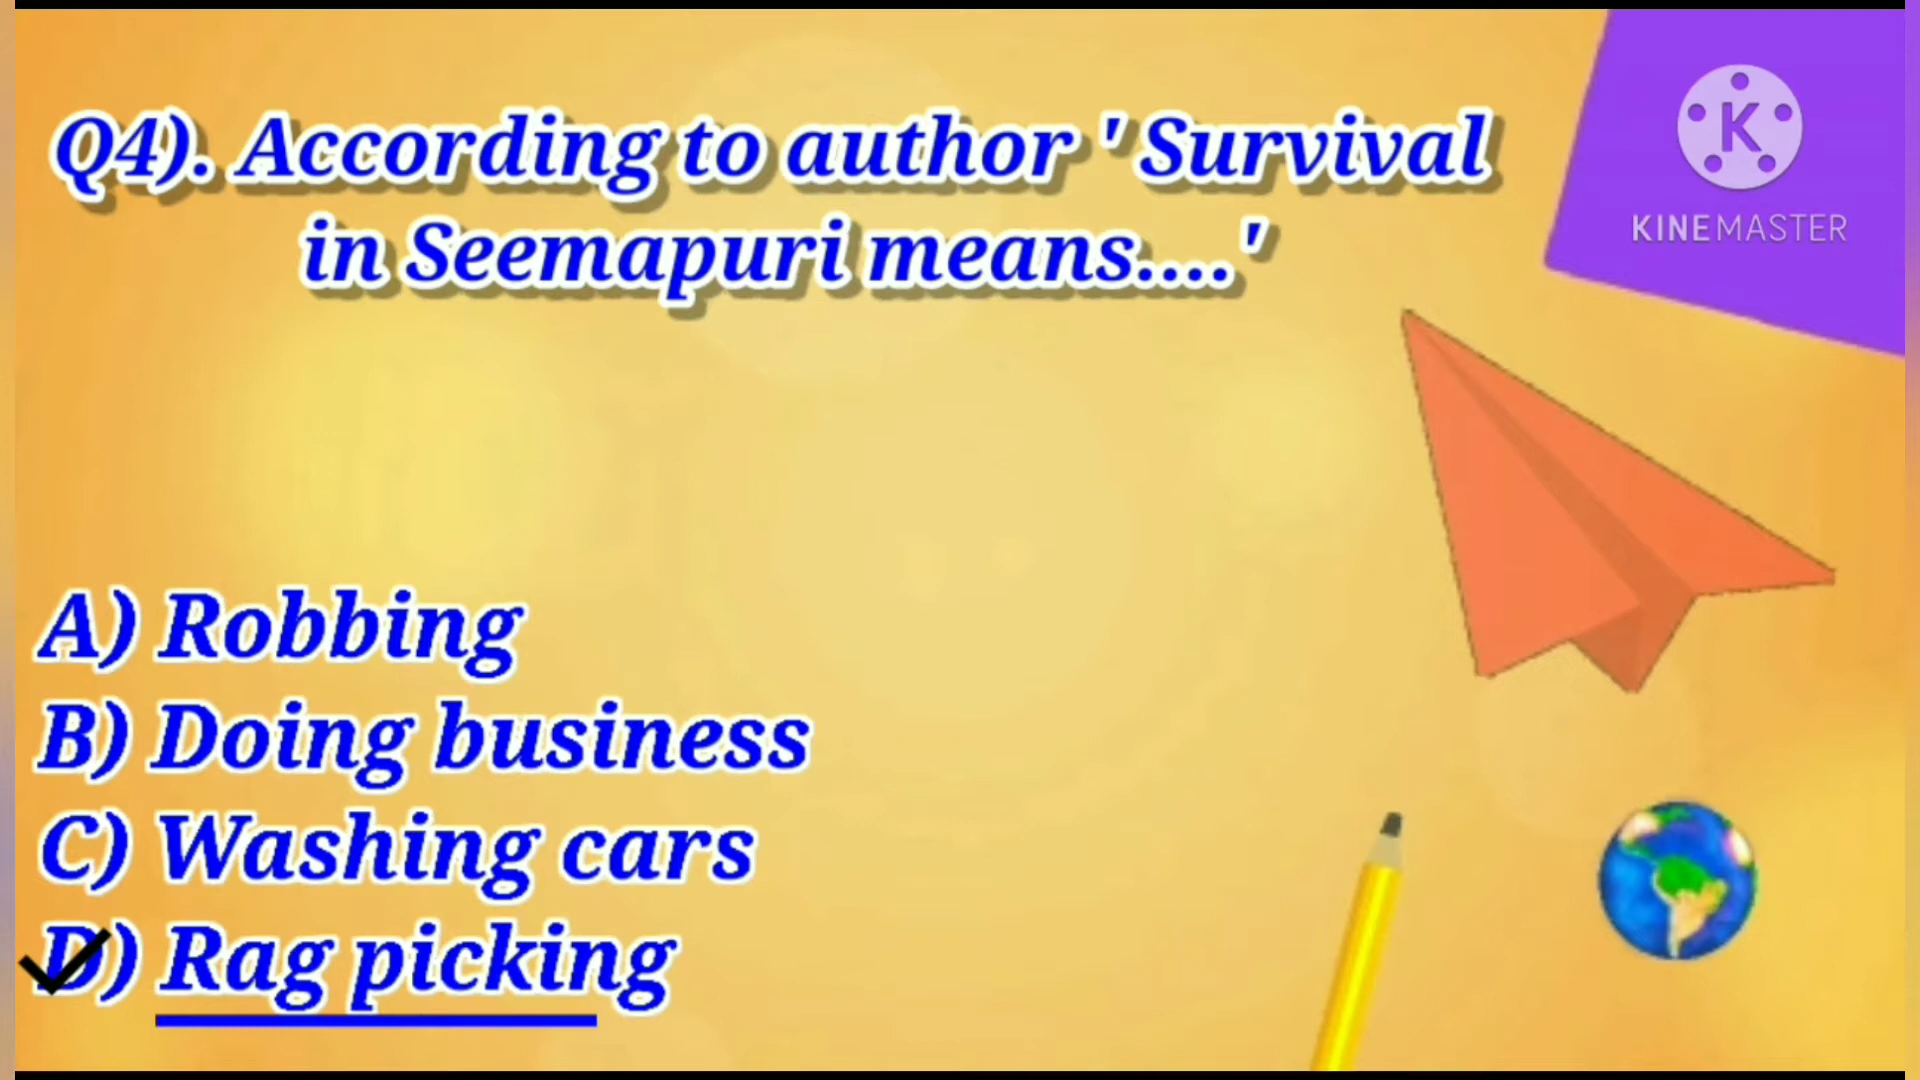 Q4). According to author ' Survival
in Seemapuri means....'
K
KINEMASTER
A) Robbing
B) Doing business
C) Washing cars
D) Rag picking